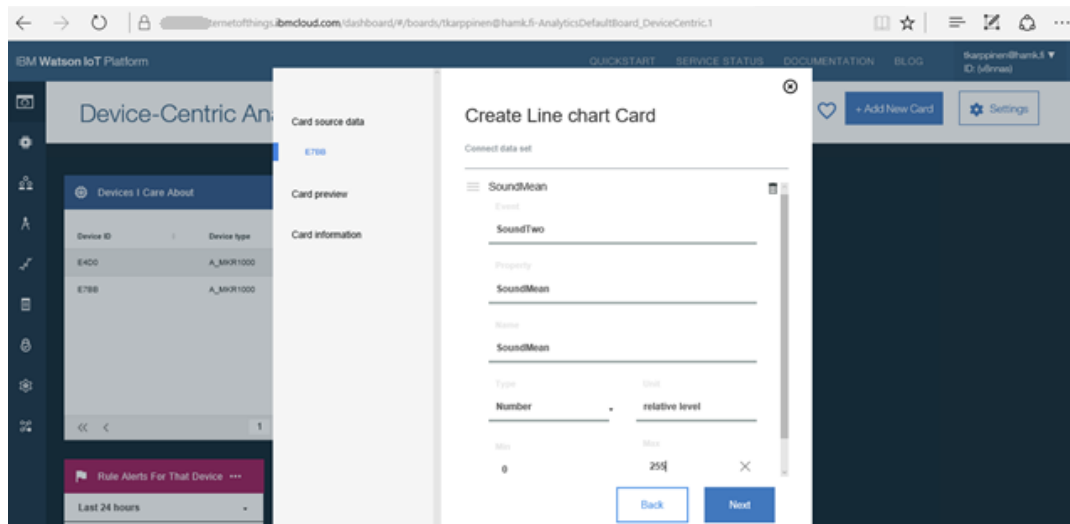 ternetofthings.ibmcloud.com/dashboard/#/boards/tkarppinen@hamk.fi-AnalyticsDefaultBoard_DeviceCentric.1
IBM Watson IoT Platform
QUICKSTART SERVICE STATUS DOCUMENTATION BLOG
tkarppinen@hamk.fi
ID:
Device-Centric Ana
+ Add New Card
Settings
Card source data
E7BB
Card preview
Card information
Create Line chart Card
Connect data set
SoundMean
Event
SoundTwo
Property
SoundMean
Name
SoundMean
Type Unit
Number relative level
Min Max
0 255
Back Next
Devices I Care About
Device ID Device type
E4D0 A_MKR1000
E7BB A_MKR1000
1
Rule Alerts For That Device
Last 24 hours